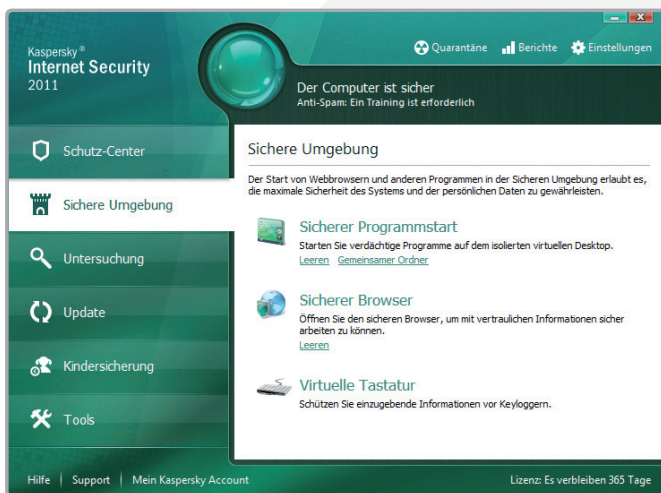 Kaspersky®
Internet Security
2011
Quarantäne
Berichte
Einstellungen
Der Computer ist sicher
Anti-Spam: Ein Training ist erforderlich
Schutz-Center
Sichere Umgebung
Untersuchung
Update
Kindersicherung
Tools
Sichere Umgebung
Der Start von Webbrowsern und anderen Programmen in der Sicheren Umgebung erlaubt es,
die maximale Sicherheit des Systems und der persönlichen Daten zu gewährleisten.
Sicherer Programmstart
Starten Sie verdächtige Programme auf dem isolierten virtuellen Desktop.
Leeren Gemeinsamer Ordner
Sicherer Browser
Öffnen Sie den sicheren Browser, um mit vertraulichen Informationen sicher
arbeiten zu können.
Leeren
Virtuelle Tastatur
Schützen Sie einzugebende Informationen vor Keyloggern.
Hilfe | Support | Mein Kaspersky Account
Lizenz: Es verbleiben 365 Tage